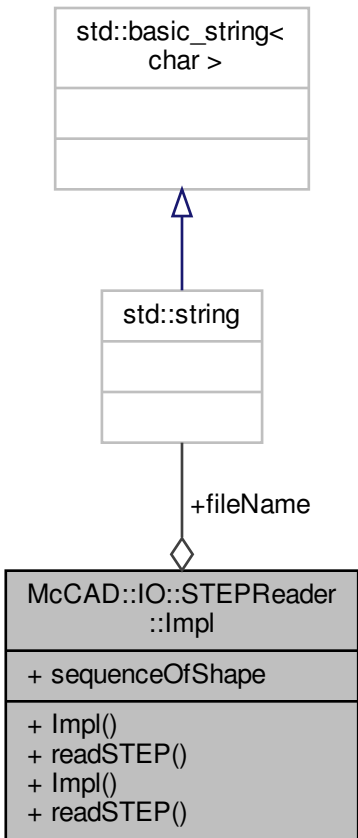 std::basic_string<
char >
std::string
+fileName
McCAD::IO::STEPReader
::Impl
+ sequenceOfShape
+ Impl()
+ readSTEP()
+ Impl()
+ readSTEP()